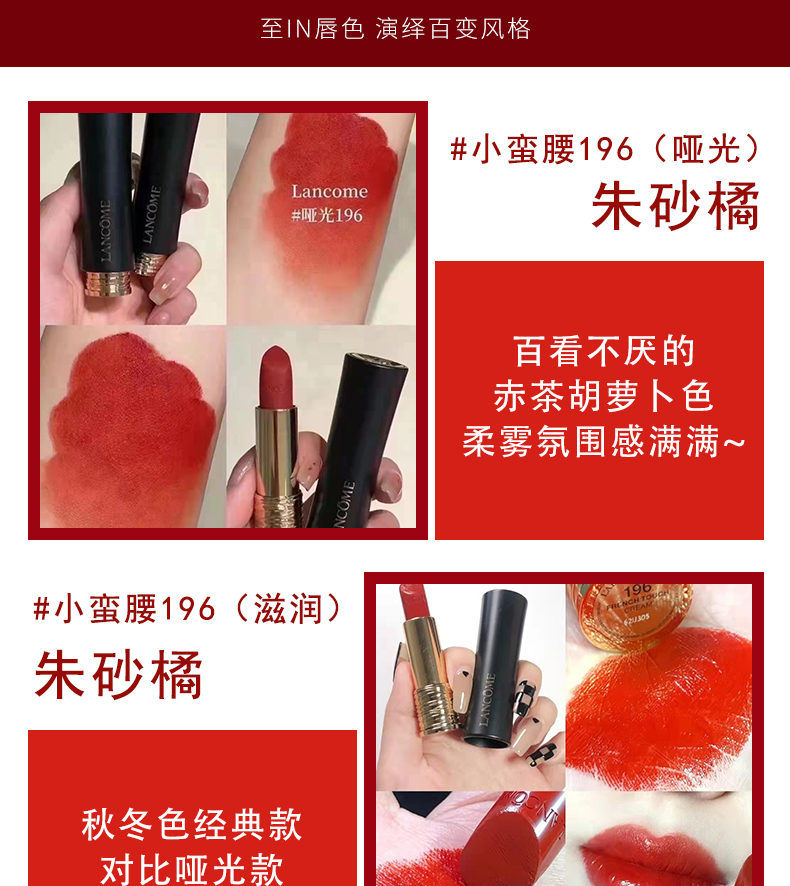 至IN唇色 演绎百变风格
#小蛮腰196（哑光）
朱砂橘
LANCOME
LANCOME
Lancome
#哑光196
LANCOME
百看不厌的
赤茶胡萝卜色
柔雾氛围感满满~
#小蛮腰196（滋润）
朱砂橘
LANCOME
196
FRENCH TOUCH
CREAM
秋冬色经典款
对比哑光款